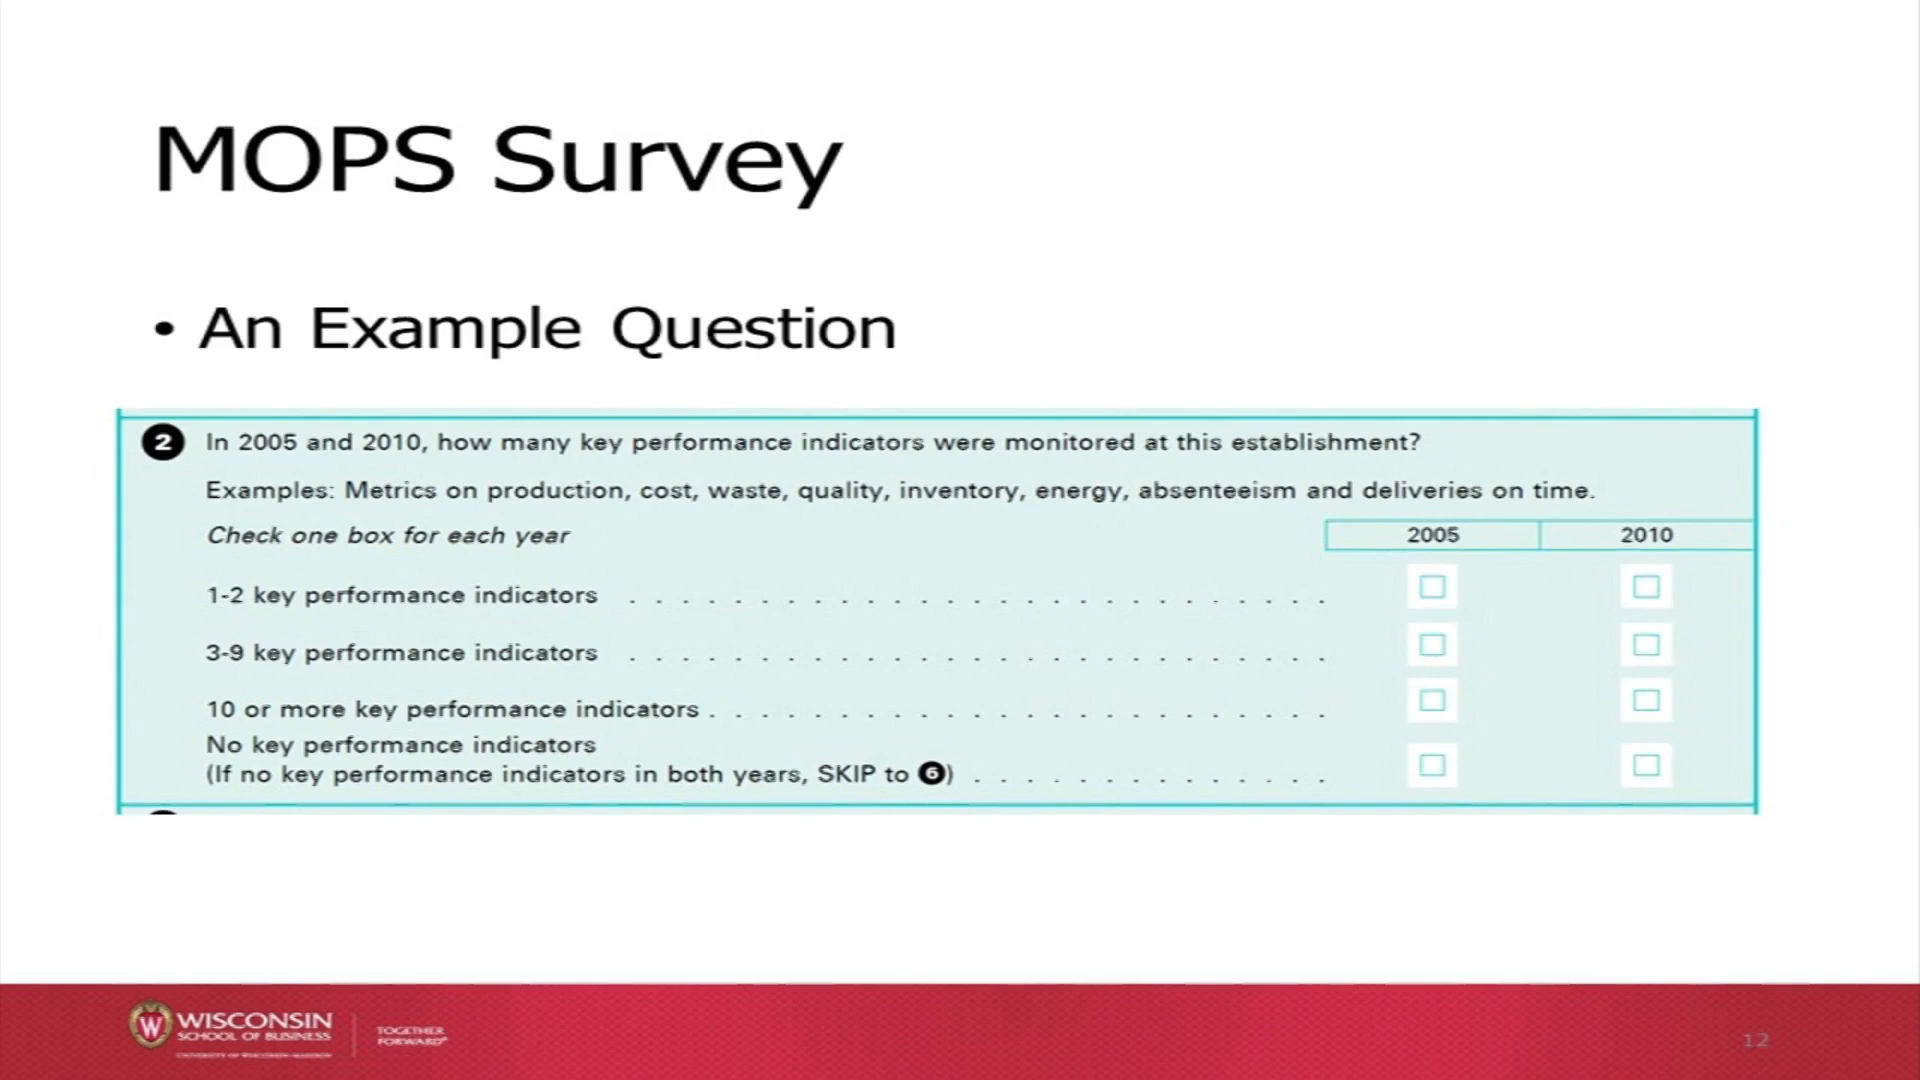 MOPS Survey
• An Example Question
2 In 2005 and 2010, how many key performance indicators were monitored at this establishment?
Examples: Metrics on production, cost, waste, quality, inventory, energy, absenteeism and deliveries on time.
Check one box for each year 2005 2010
1-2 key performance indicators
3-9 key performance indicators
10 or more key performance indicators
No key performance indicators
(If no key performance indicators in both years, SKIP to 6)
W WISCONSIN
SCHOOL OF BUSINESS
UNIVERSITY OF WISCONSIN–MADISON
TOGETHER
FORWARD®
12